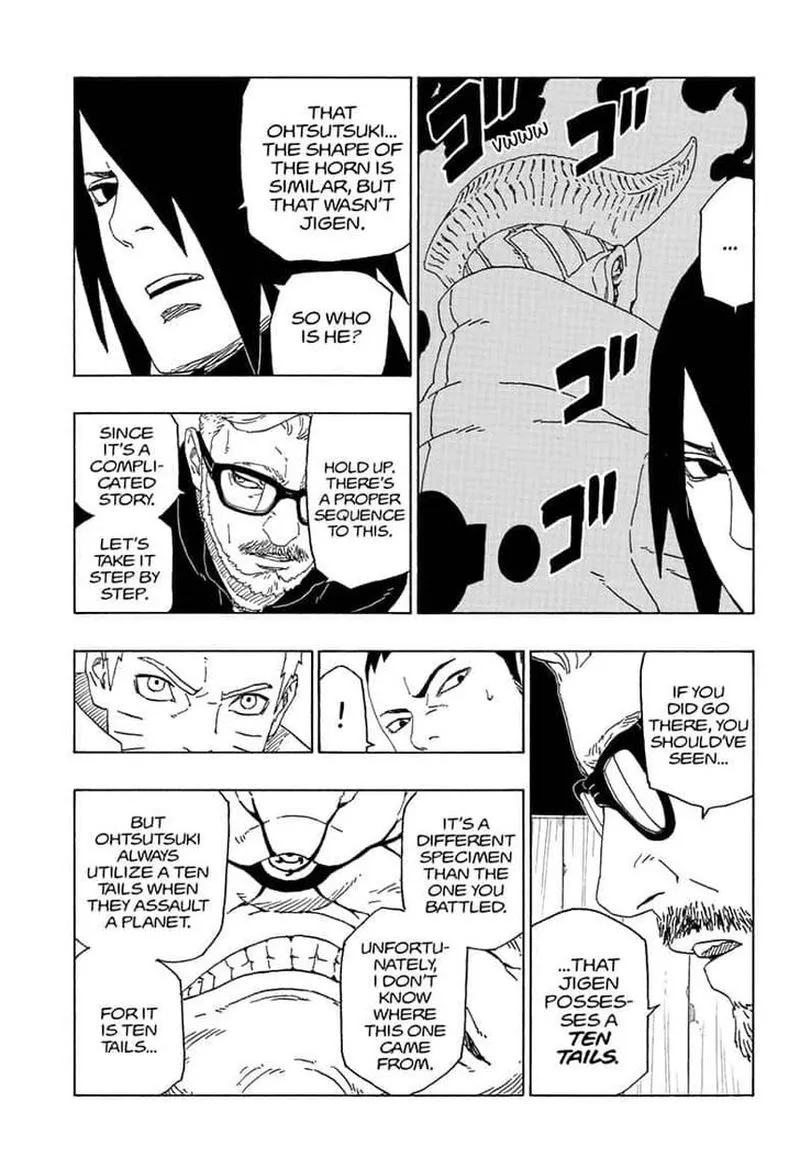 ...
ゴ"
VWWW
ゴ"
ゴ"
ゴ"
THAT
OHTSUTSUKI...
THE SHAPE OF
THE HORN IS
SIMILAR, BUT
THAT WASN'T
JIGEN.
SO WHO
IS HE?
HOLD UP.
THERE'S
A PROPER
SEQUENCE
TO THIS.
SINCE
IT'S A
COMPLI-
CATED
STORY.
LET'S
TAKE IT
STEP BY
STEP.
IF YOU
DID GO
THERE, YOU
SHOULD'VE
SEEN...
...THAT
JIGEN
POSSES-
SES A
TEN
TAILS.
!
IT'S A
DIFFERENT
SPECIMEN
THAN THE
ONE YOU
BATTLED.
UNFORTU-
NATELY,
I DON'T
KNOW
WHERE
THIS ONE
CAME
FROM.
BUT
OHTSUTSUKI
ALWAYS
UTILIZE A TEN
TAILS WHEN
THEY ASSAULT
A PLANET.
FOR IT
IS TEN
TAILS...